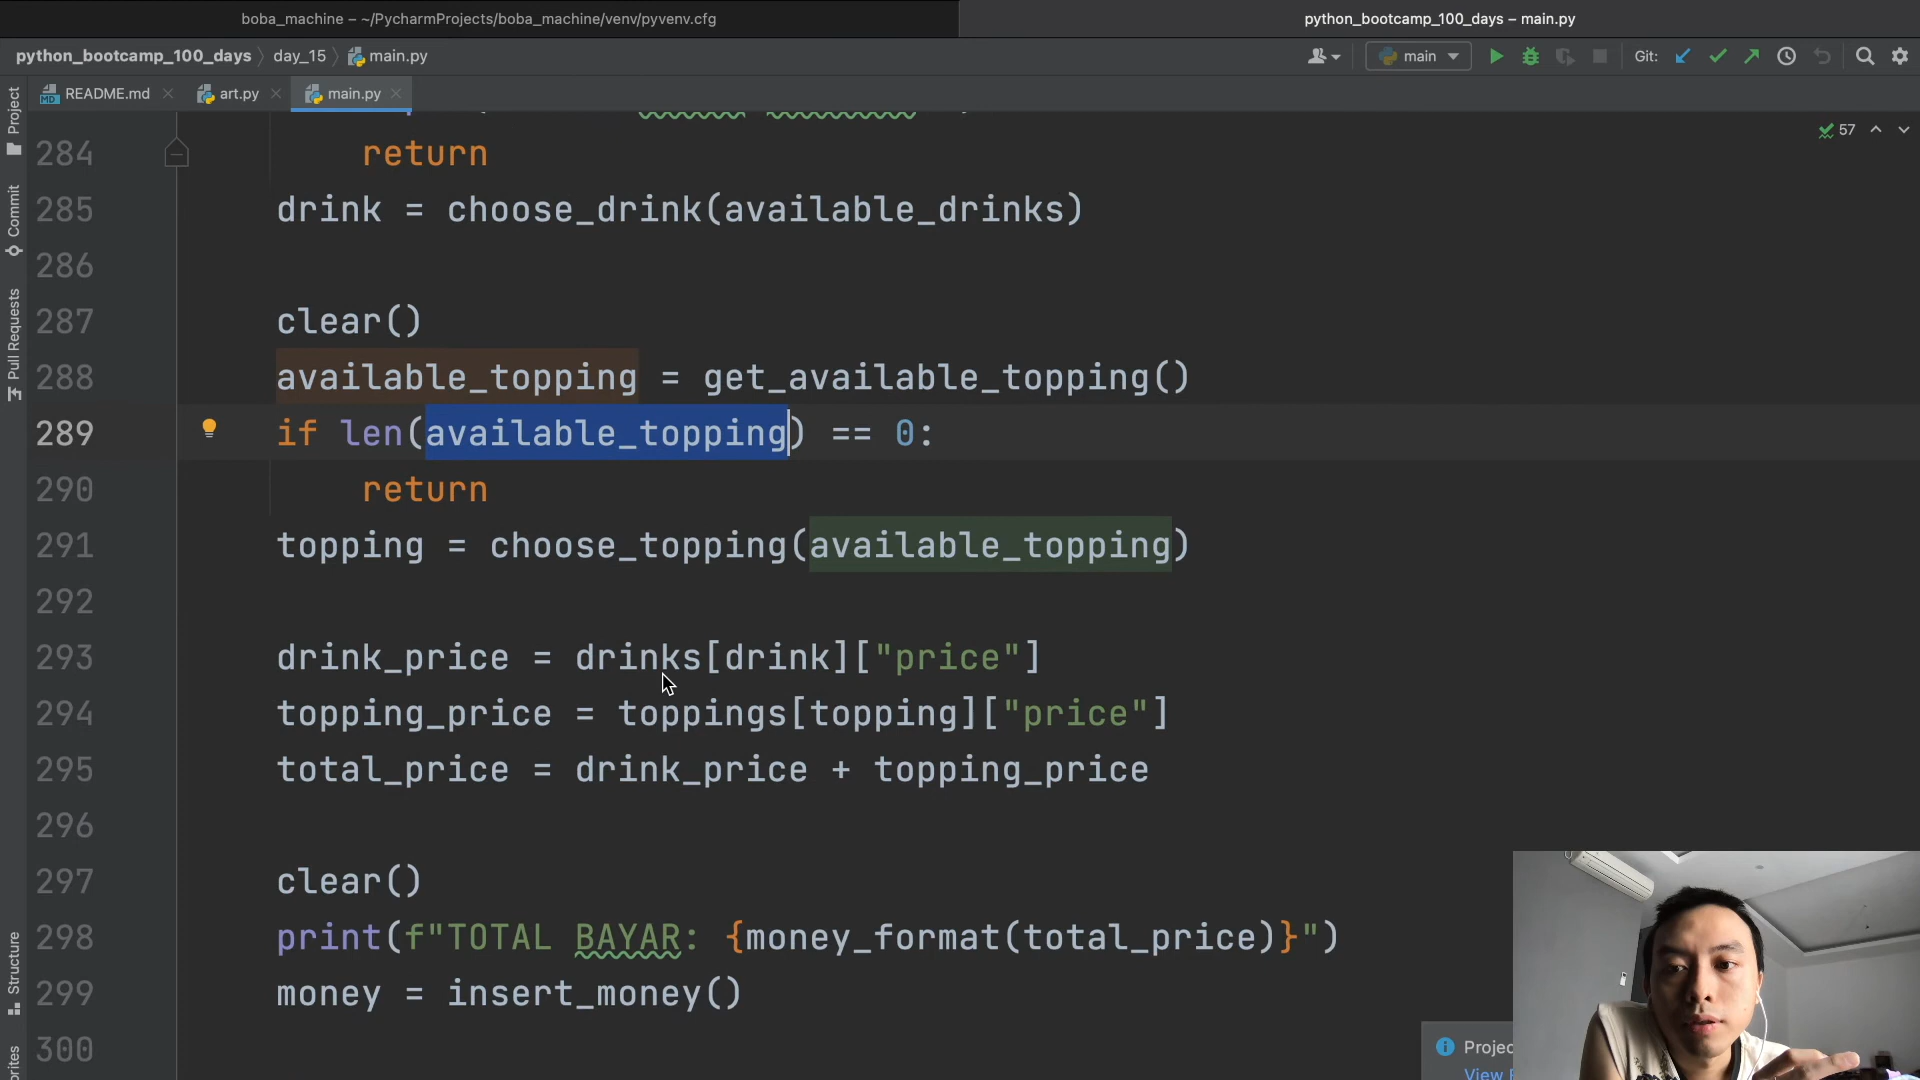 boba_machine – ~/PycharmProjects/boba_machine/venv/pyvenv.cfg
python_bootcamp_100_days – main.py
python_bootcamp_100_days day_15 main.py
main
Git:
README.md
art.py
main.py
Project
Commit
Pull Requests
Structure
57
284 return
285 drink = choose_drink(available_drinks)
286
287 clear()
288 available_topping = get_available_topping()
289 if len(available_topping) == 0:
290 return
291 topping = choose_topping(available_topping)
292
293 drink_price = drinks[drink]["price"]
294 topping_price = toppings[topping]["price"]
295 total_price = drink_price + topping_price
296
297 clear()
298 print(f"TOTAL BAYAR: {money_format(total_price)}")
299 money = insert_money()
300